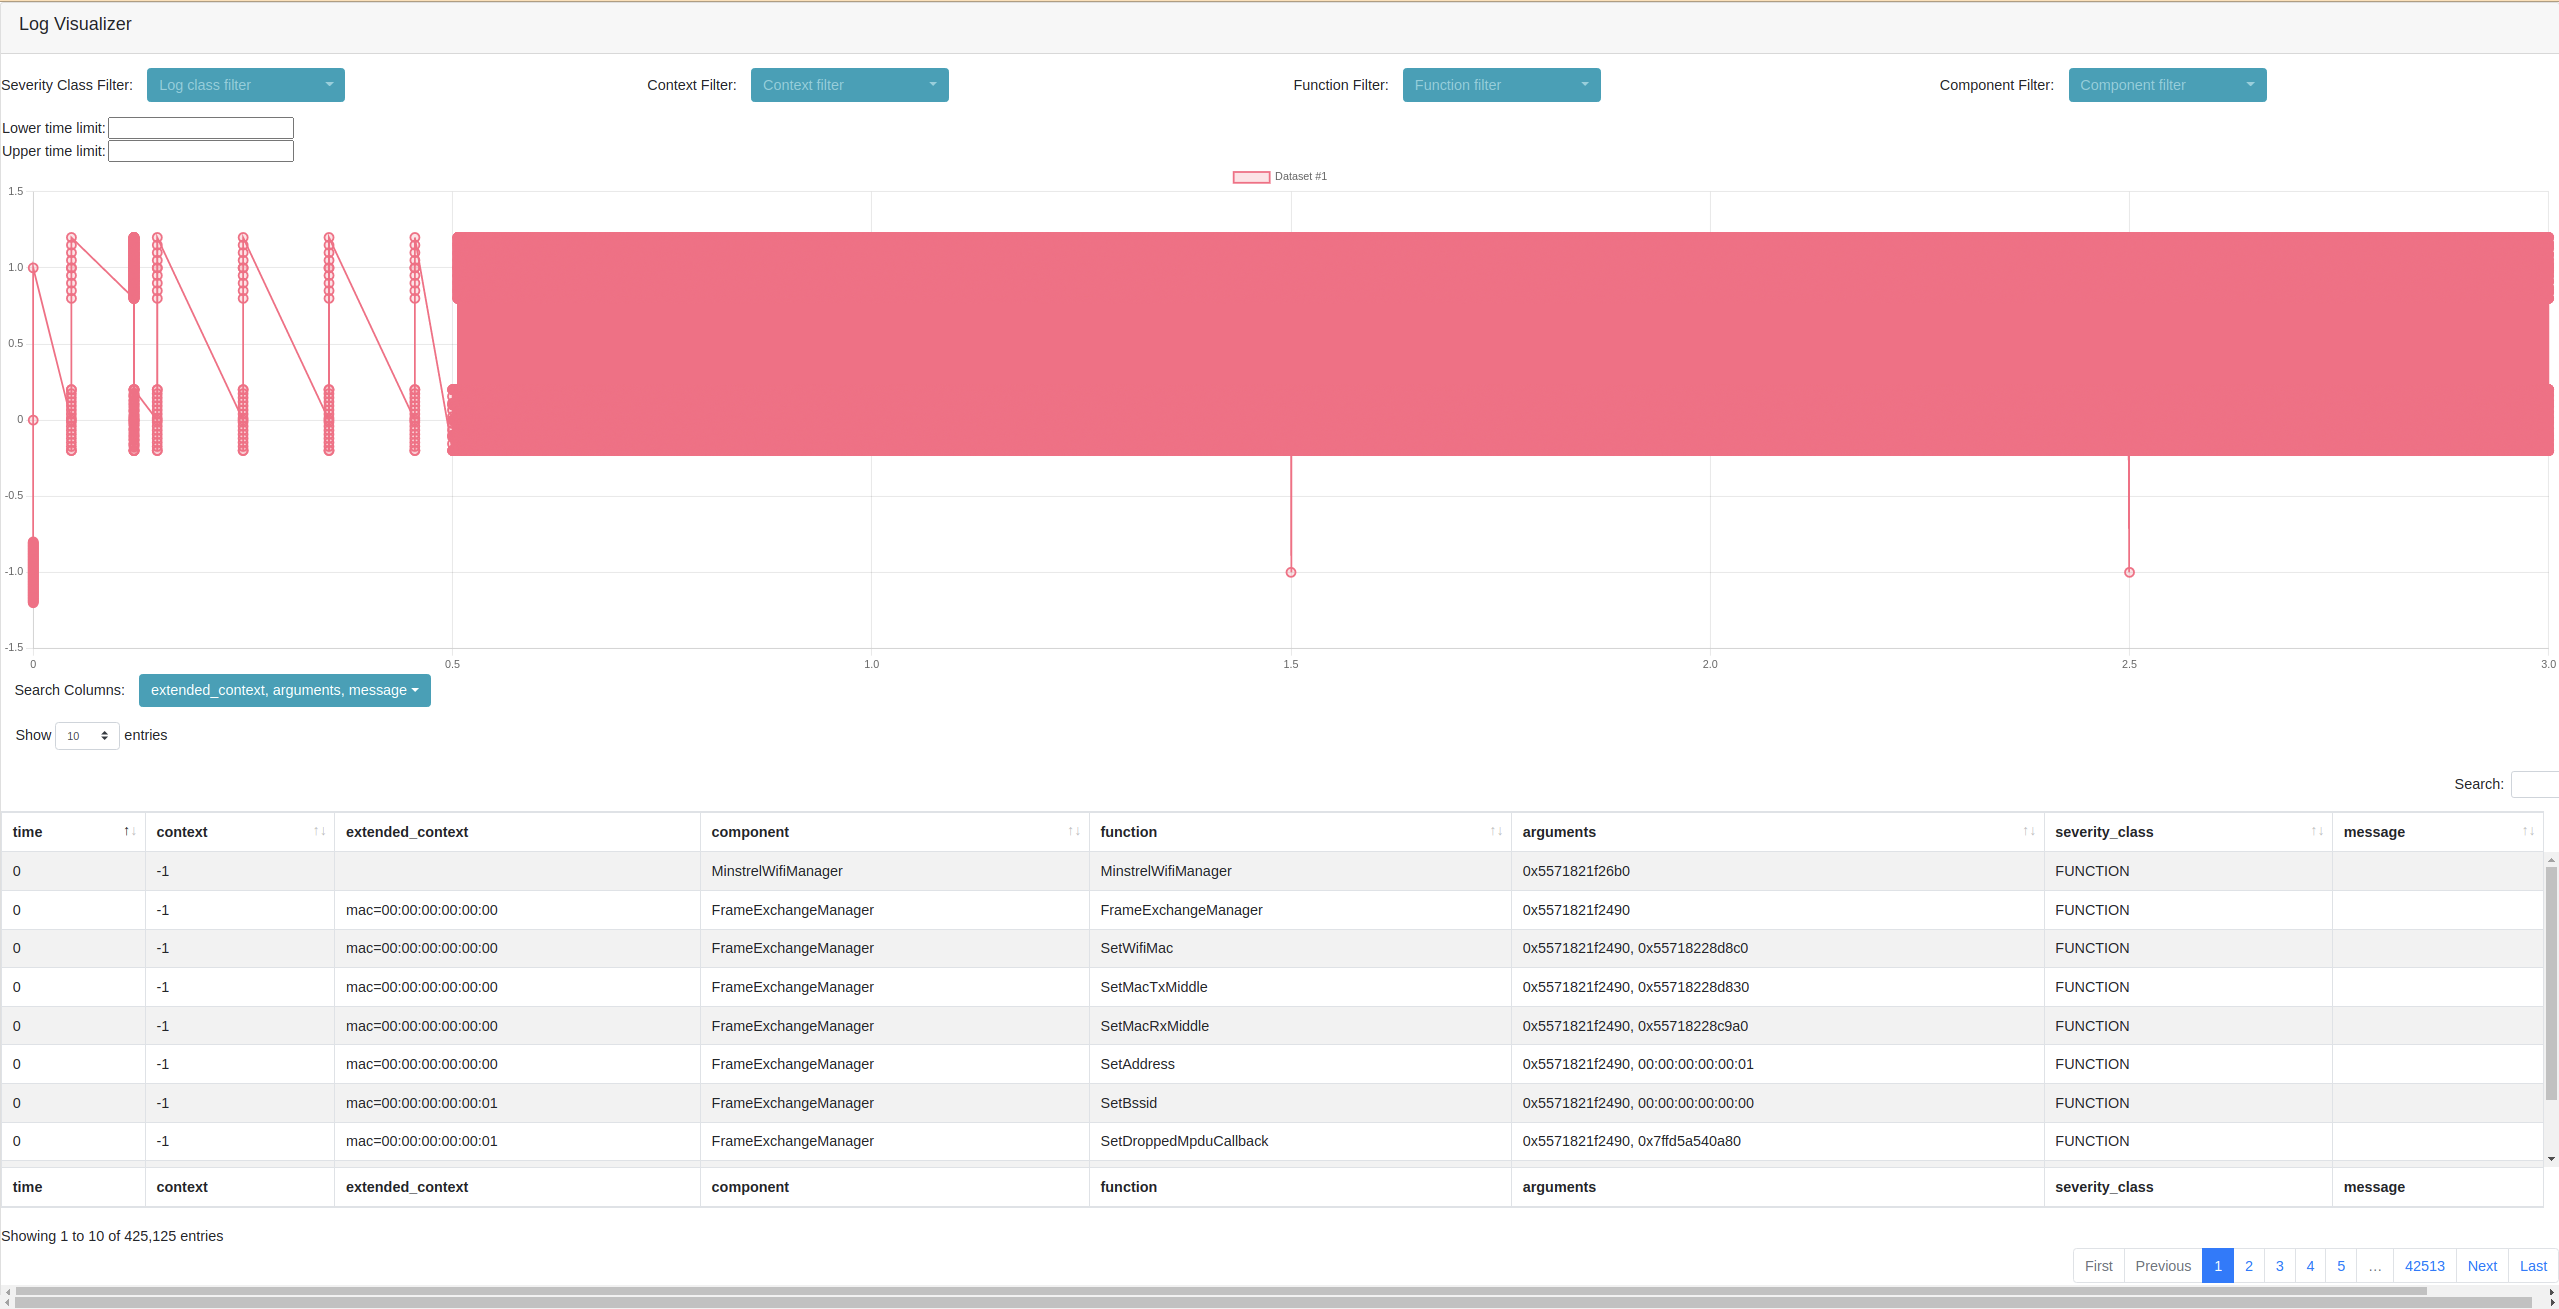 Log Visualizer
Severity Class Filter: Log class filter Context Filter: Context filter Function Filter: Function filter Component Filter: Component filter
Lower time limit:
Upper time limit:
Dataset #1
1.5
1.0
0.5
0
-0.5
-1.0
-1.5
0 0.5 1.0 1.5 2.0 2.5 3.0
Search Columns: extended_context, arguments, message
Show 10 entries
Search:
time context extended_context component function arguments severity_class message
0 -1 MinstrelWifiManager MinstrelWifiManager 0x5571821f26b0 FUNCTION
0 -1 mac=00:00:00:00:00:00 FrameExchangeManager FrameExchangeManager 0x5571821f2490 FUNCTION
0 -1 mac=00:00:00:00:00:00 FrameExchangeManager SetWifiMac 0x5571821f2490, 0x55718228d8c0 FUNCTION
0 -1 mac=00:00:00:00:00:00 FrameExchangeManager SetMacTxMiddle 0x5571821f2490, 0x55718228d830 FUNCTION
0 -1 mac=00:00:00:00:00:00 FrameExchangeManager SetMacRxMiddle 0x5571821f2490, 0x55718228c9a0 FUNCTION
0 -1 mac=00:00:00:00:00:00 FrameExchangeManager SetAddress 0x5571821f2490, 00:00:00:00:00:01 FUNCTION
0 -1 mac=00:00:00:00:00:01 FrameExchangeManager SetBssid 0x5571821f2490, 00:00:00:00:00:00 FUNCTION
0 -1 mac=00:00:00:00:00:01 FrameExchangeManager SetDroppedMpduCallback 0x5571821f2490, 0x7ffd5a540a80 FUNCTION
time context extended_context component function arguments severity_class message
Showing 1 to 10 of 425,125 entries
First Previous 1 2 3 4 5 … 42513 Next Last